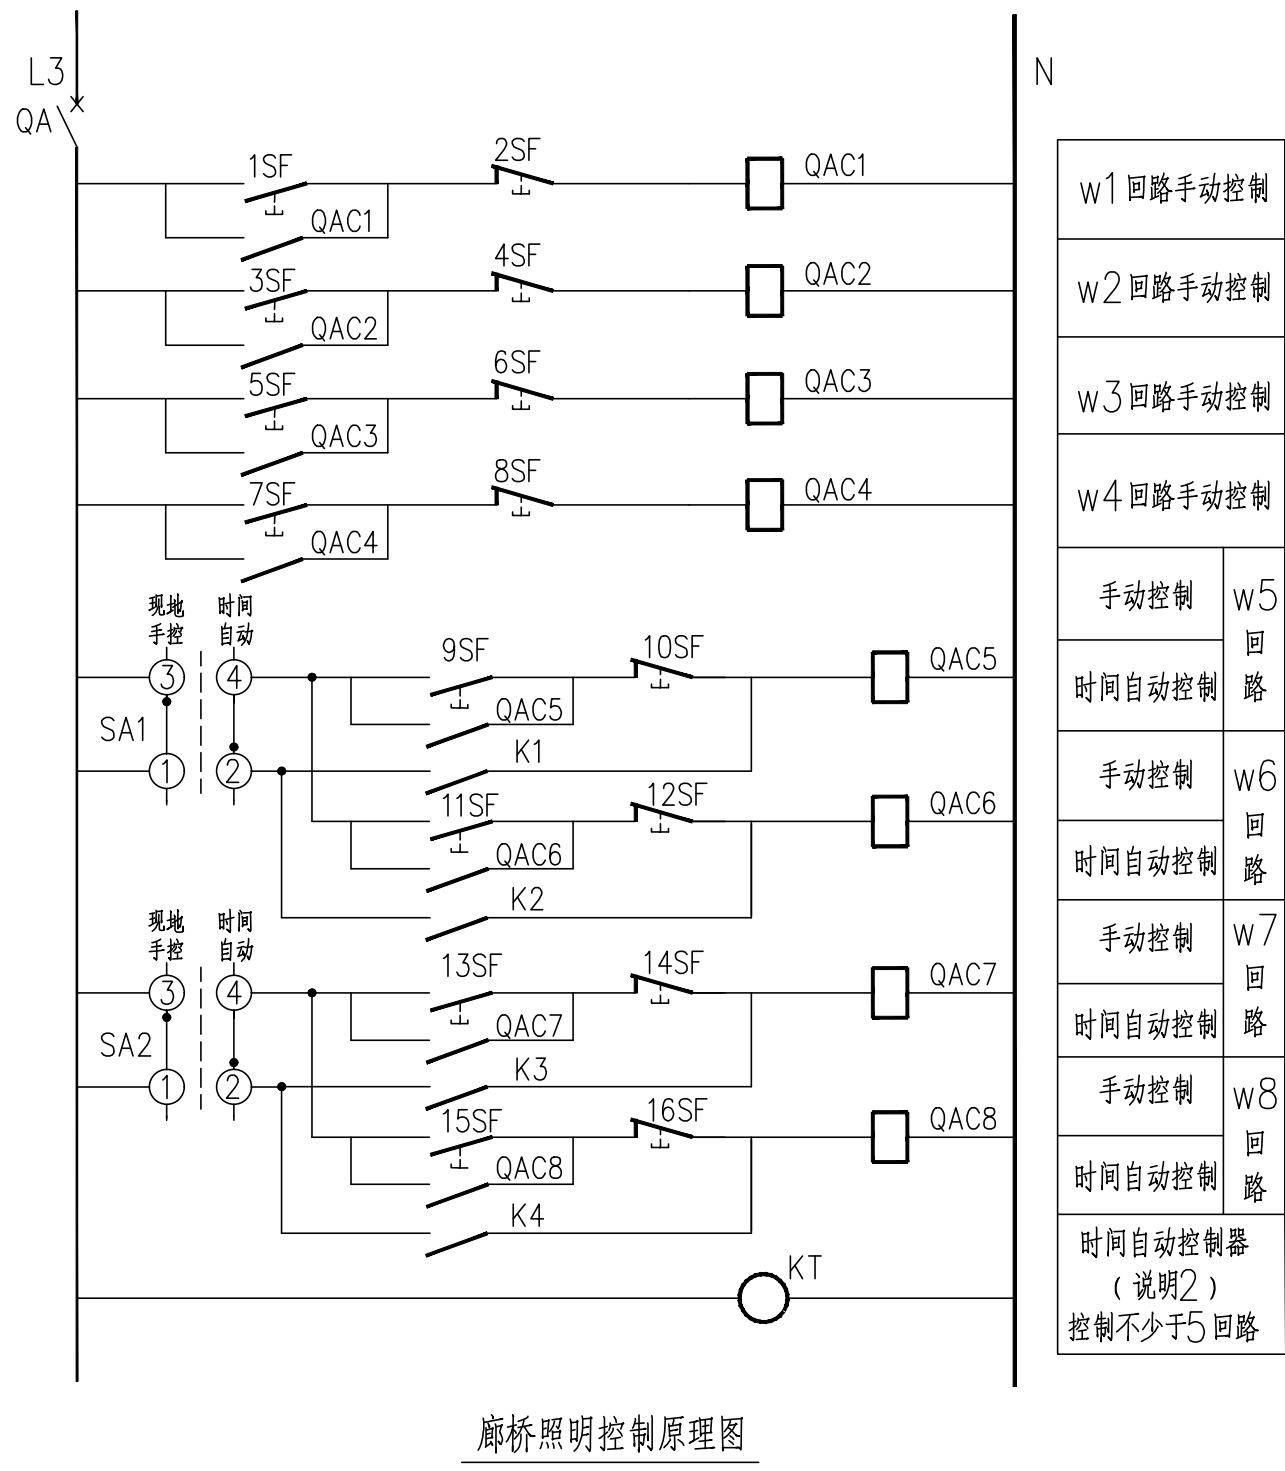 L3
N
QA
1SF
2SF
QAC1
QAC1
w1回路手动控制
3SF
4SF
QAC2
QAC2
w2回路手动控制
5SF
6SF
QAC3
QAC3
w3回路手动控制
7SF
8SF
QAC4
QAC4
w4回路手动控制
现地
手控
时间
自动
3
4
SA1
1
2
9SF
10SF
QAC5
QAC5
K1
手动控制
时间自动控制
w5
回
路
11SF
12SF
QAC6
QAC6
K2
手动控制
时间自动控制
w6
回
路
现地
手控
时间
自动
3
4
SA2
1
2
13SF
14SF
QAC7
QAC7
K3
手动控制
时间自动控制
w7
回
路
15SF
16SF
QAC8
QAC8
K4
手动控制
时间自动控制
w8
回
路
KT
时间自动控制器
（说明2）
控制不少于5回路
廊桥照明控制原理图